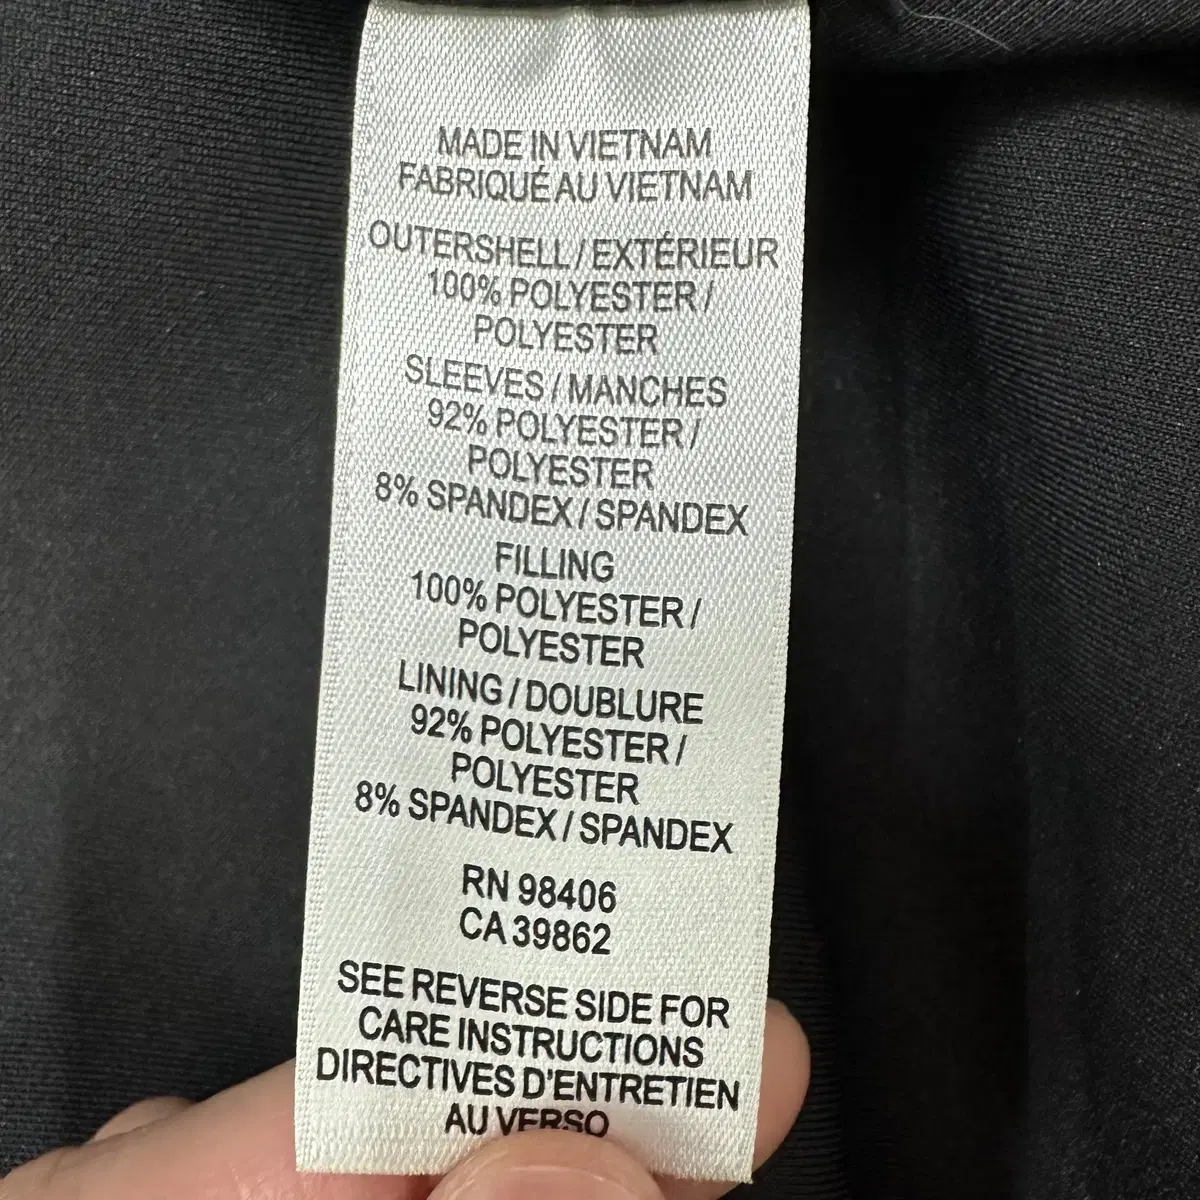 MADE IN VIETNAM
FABRIQUÉ AU VIETNAM
OUTERSHELL / EXTÉRIEUR
100% POLYESTER /
POLYESTER
SLEEVES / MANCHES
92% POLYESTER /
POLYESTER
8% SPANDEX / SPANDEX
FILLING
100% POLYESTER /
POLYESTER
LINING / DOUBLURE
92% POLYESTER /
POLYESTER
8% SPANDEX / SPANDEX
RN 98406
CA 39862
SEE REVERSE SIDE FOR
CARE INSTRUCTIONS
DIRECTIVES D'ENTRETIEN
AU VERSO